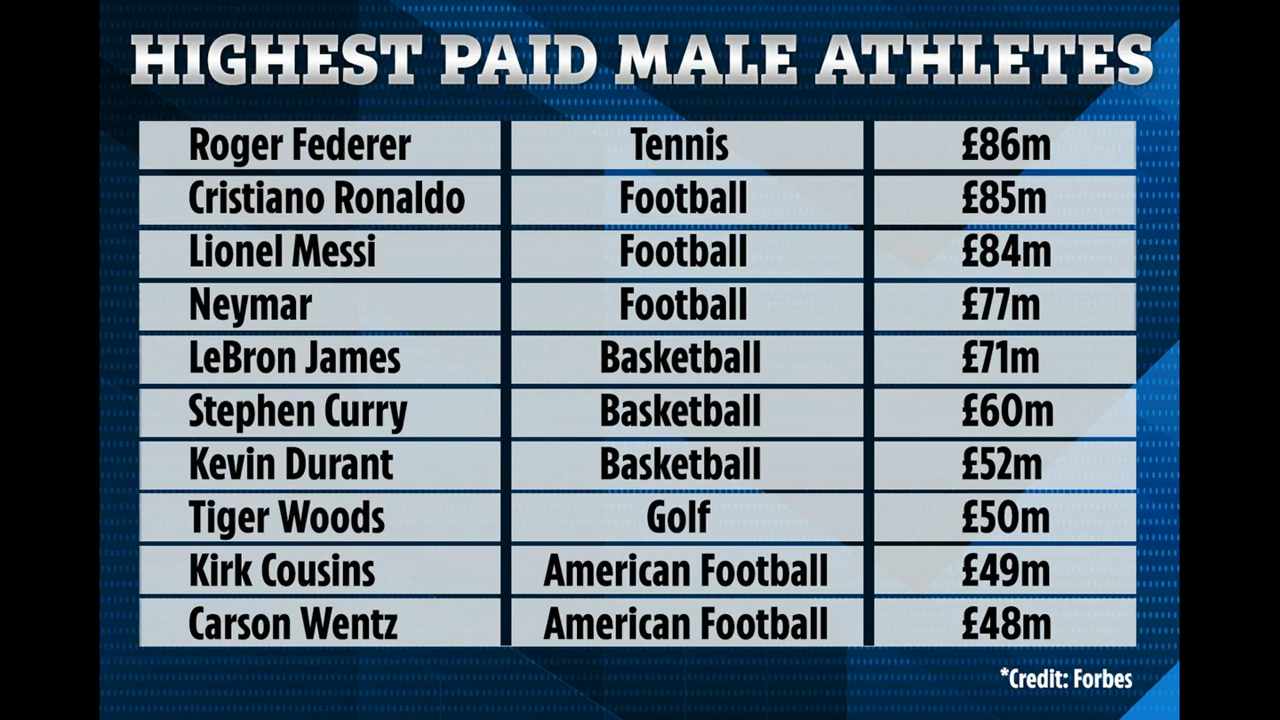 HIGHEST PAID MALE ATHLETES
Roger Federer Tennis £86m
Cristiano Ronaldo Football £85m
Lionel Messi Football £84m
Neymar Football £77m
LeBron James Basketball £71m
Stephen Curry Basketball £60m
Kevin Durant Basketball £52m
Tiger Woods Golf £50m
Kirk Cousins American Football £49m
Carson Wentz American Football £48m
*Credit: Forbes